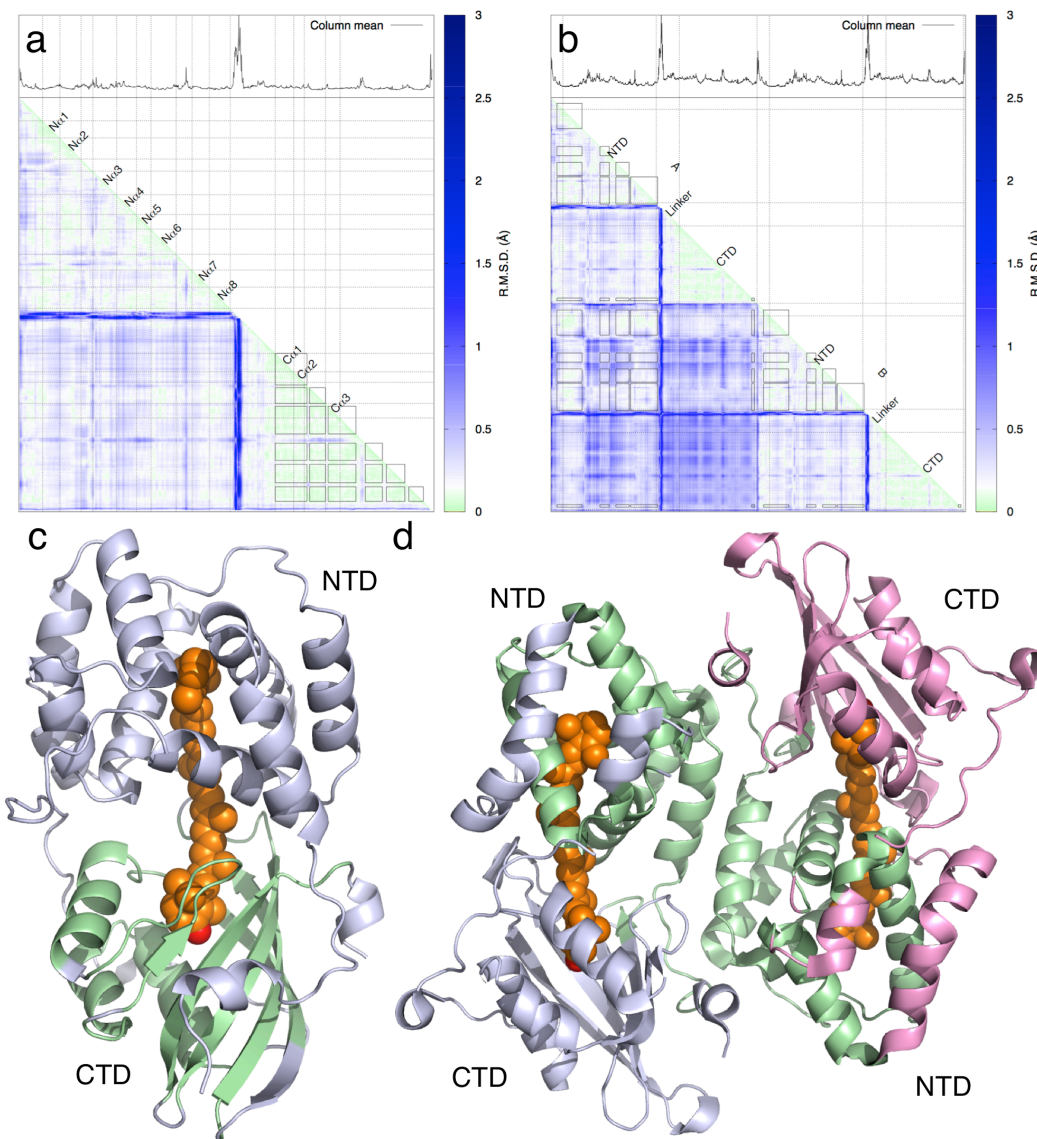 a
Column mean
3
2.5
2
1.5
1
0.5
0
R.M.S.D. (Å)
Nα1
Nα2
Nα3
Nα4
Nα5
Nα6
Nα7
Nα8
Cα1
Cα2
Cα3
b
Column mean
3
2.5
2
1.5
1
0.5
0
R.M.S.D. (Å)
NTD
A
Linker
CTD
NTD
B
Linker
CTD
c
NTD
CTD
d
NTD
CTD
CTD
NTD